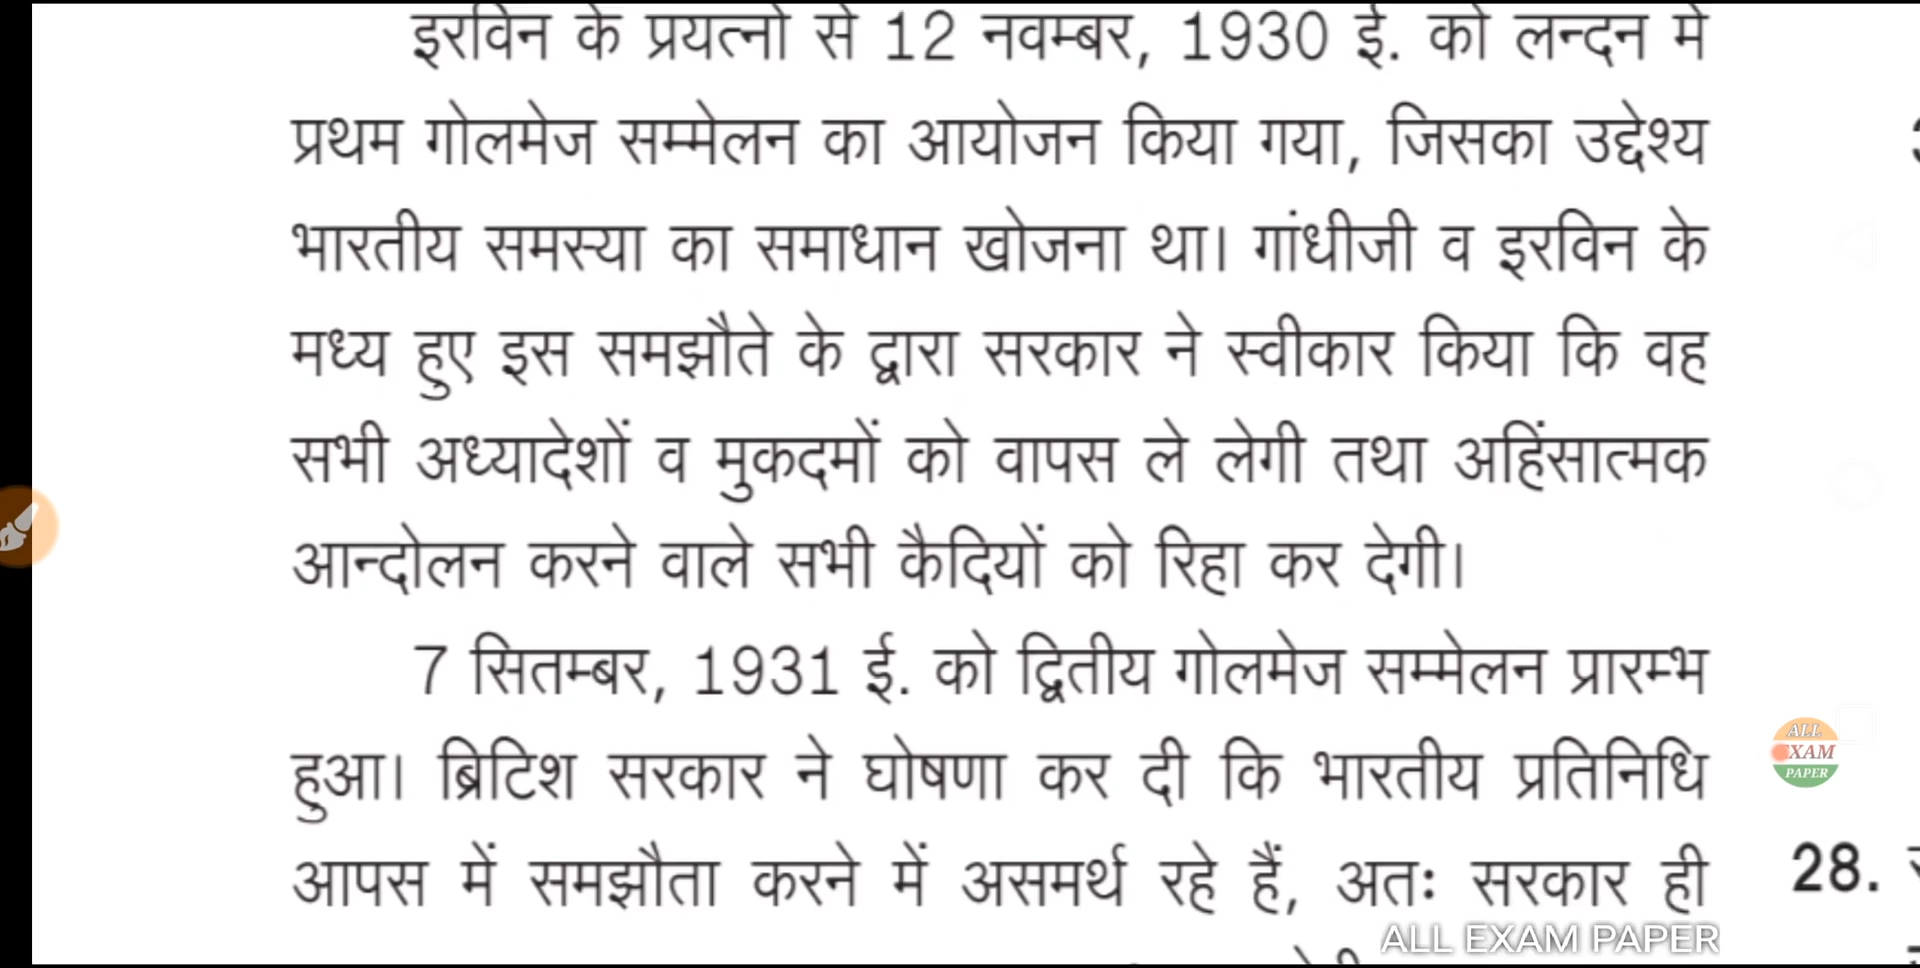 इरविन के प्रयत्नों से 12 नवम्बर, 1930 ई. को लन्दन में
प्रथम गोलमेज सम्मेलन का आयोजन किया गया, जिसका उद्देश्य
भारतीय समस्या का समाधान खोजना था। गांधीजी व इरविन के
मध्य हुए इस समझौते के द्वारा सरकार ने स्वीकार किया कि वह
सभी अध्यादेशों व मुकदमों को वापस ले लेगी तथा अहिंसात्मक
आन्दोलन करने वाले सभी कैदियों को रिहा कर देगी।
7 सितम्बर, 1931 ई. को द्वितीय गोलमेज सम्मेलन प्रारम्भ
हुआ। ब्रिटिश सरकार ने घोषणा कर दी कि भारतीय प्रतिनिधि
आपस में समझौता करने में असमर्थ रहे हैं, अतः सरकार ही
28.
ALL
EXAM
PAPER
ALL EXAM PAPER